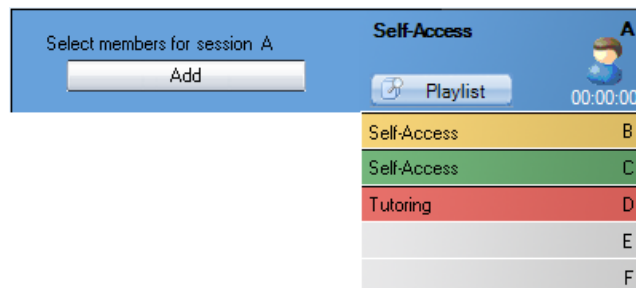 Self-Access A
Select members for session A
Add
Playlist
00:00:00
Self-Access B
Self-Access C
Tutoring D
E
F